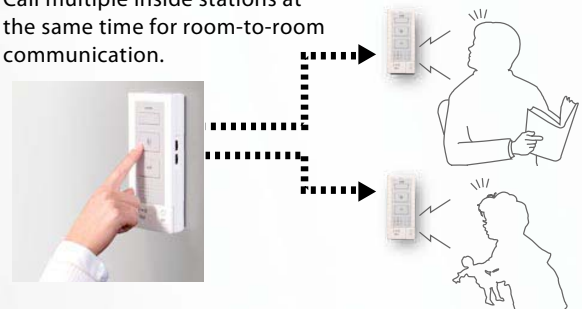 Call multiple inside stations at
the same time for room-to-room
communication.